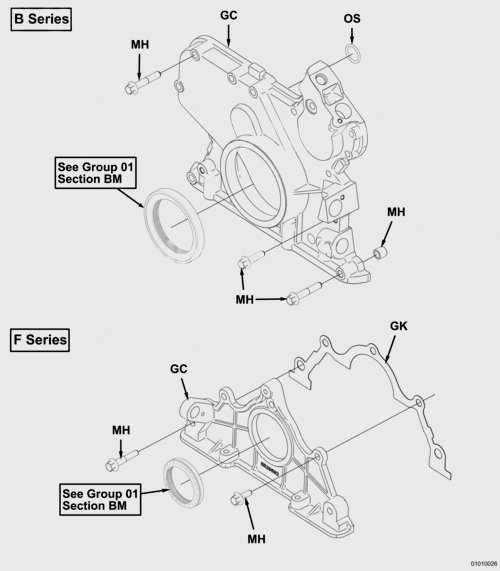 B Series
GC
OS
MH
See Group 01
Section BM
MH
MH
F Series
GK
GC
MH
See Group 01
Section BM
MH
01010026